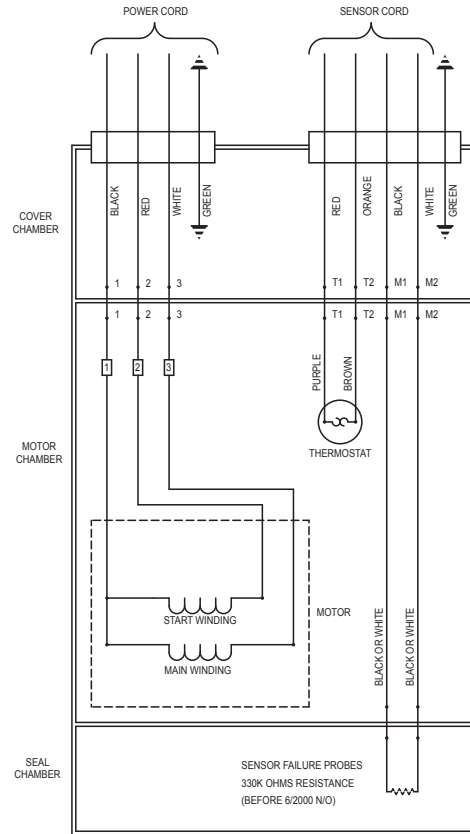 POWER CORD
SENSOR CORD
BLACK
RED
WHITE
GREEN
RED
ORANGE
BLACK
WHITE
GREEN
COVER
CHAMBER
1
2
3
T1
T2
M1
M2
1
2
3
T1
T2
M1
M2
1
2
3
PURPLE
BROWN
THERMOSTAT
MOTOR
CHAMBER
START WINDING
MOTOR
MAIN WINDING
BLACK OR WHITE
BLACK OR WHITE
SEAL
CHAMBER
SENSOR FAILURE PROBES
330K OHMS RESISTANCE
(BEFORE 6/2000 N/O)